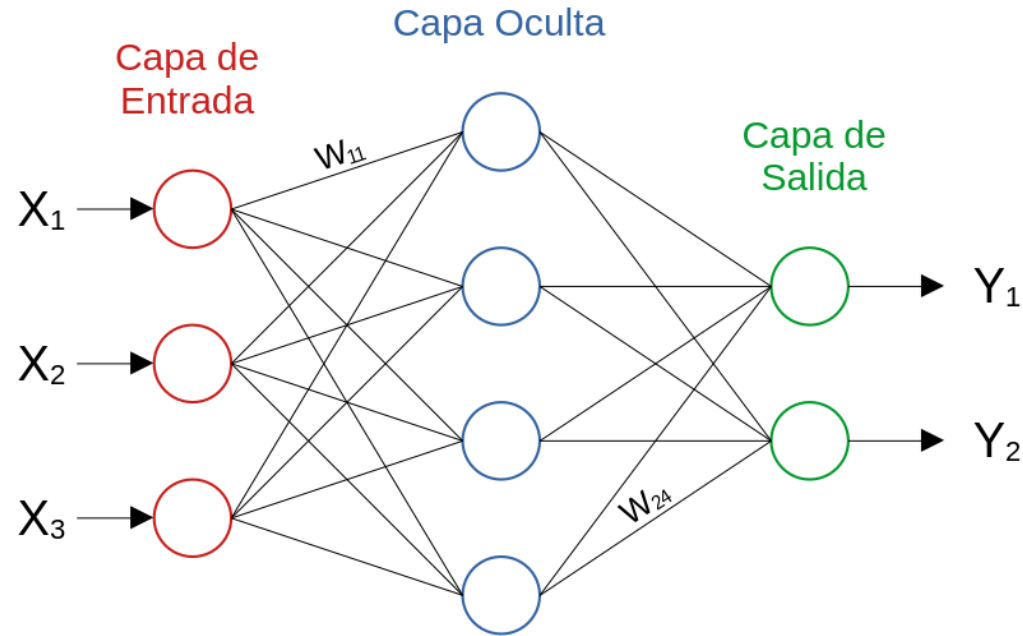 Capa Oculta
Capa de
Entrada
Capa de
Salida
W₁₁
X₁
X₂
X₃
Y₁
Y₂
W₂₄